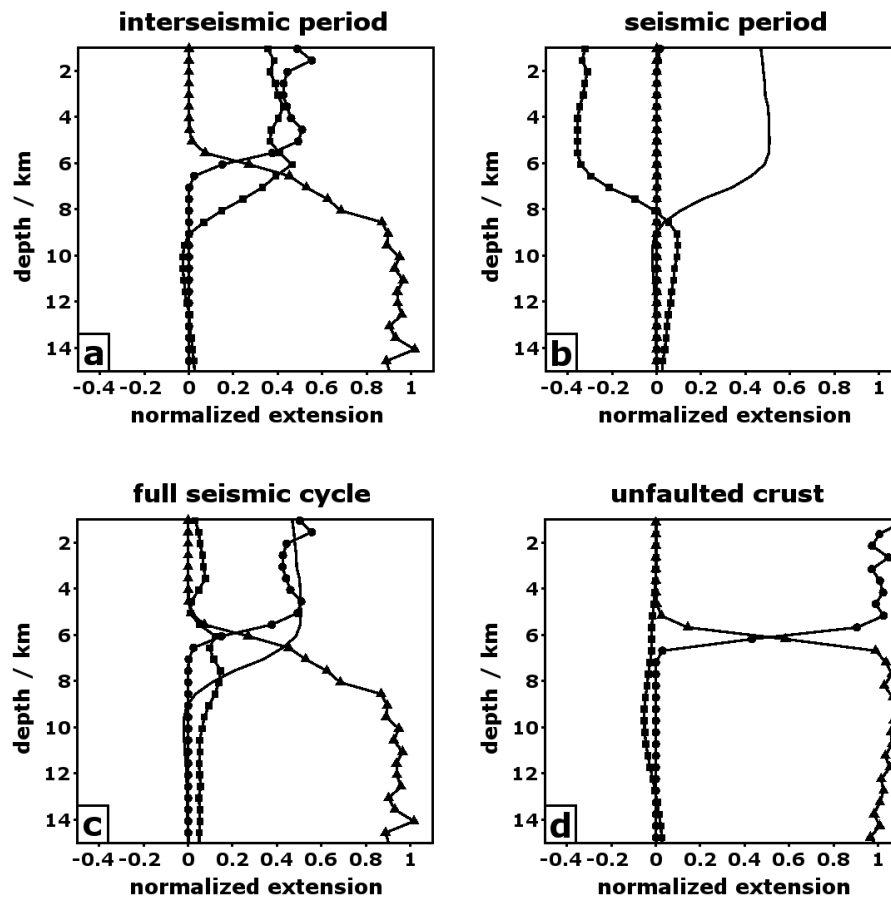 interseismic period
2
4
6
8
10
12
14
depth / km
a
-0.4 -0.2 0 0.2 0.4 0.6 0.8 1
normalized extension
seismic period
2
4
6
8
10
12
14
depth / km
b
-0.4 -0.2 0 0.2 0.4 0.6 0.8 1
normalized extension
full seismic cycle
2
4
6
8
10
12
14
depth / km
c
-0.4 -0.2 0 0.2 0.4 0.6 0.8 1
normalized extension
unfaulted crust
2
4
6
8
10
12
14
depth / km
d
-0.4 -0.2 0 0.2 0.4 0.6 0.8 1
normalized extension